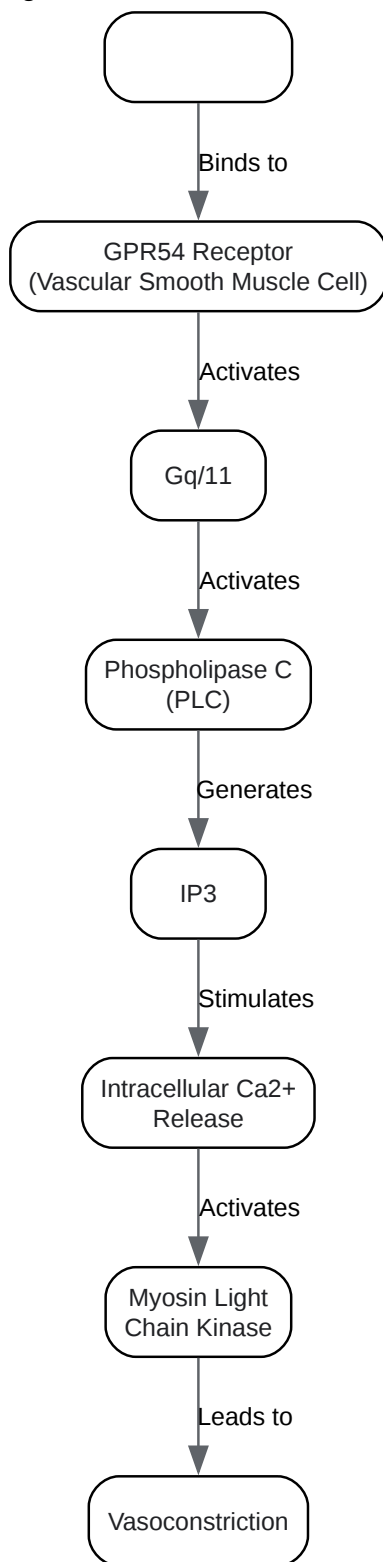 Binds to
GPR54 Receptor
(Vascular Smooth Muscle Cell)
Activates
Gq/11
Activates
Phospholipase C
(PLC)
Generates
IP3
Stimulates
Intracellular Ca2+
Release
Activates
Myosin Light
Chain Kinase
Leads to
Vasoconstriction